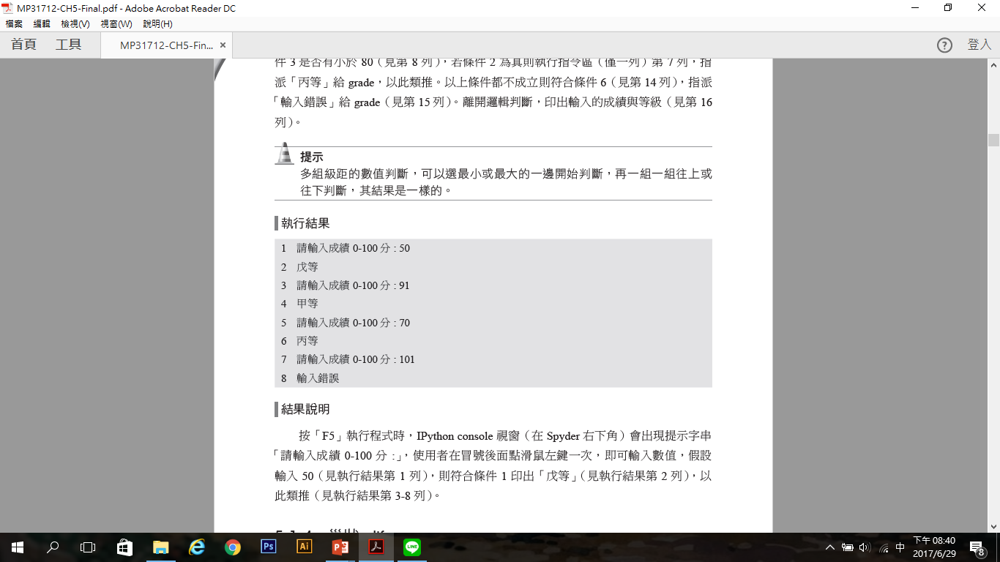 MP31712-CH5-Final.pdf - Adobe Acrobat Reader DC
檔案 編輯 檢視(V) 視窗(W) 說明(H)
首頁 工具 MP31712-CH5-Fin... × ? 登入
件 3 是否有小於 80（見第 8 列），若條件 2 為真則執行指令區（僅一列）第 7 列，指
派「丙等」給 grade，以此類推。以上條件都不成立則符合條件 6（見第 14 列），指派
「輸入錯誤」給 grade（見第 15 列）。離開邏輯判斷，印出輸入的成績與等級（見第 16
列）。
提示
多組級距的數值判斷，可以選最小或最大的一邊開始判斷，再一組一組往上或
往下判斷，其結果是一樣的。
執行結果
1 請輸入成績 0-100 分 : 50
2 戊等
3 請輸入成績 0-100 分 : 91
4 甲等
5 請輸入成績 0-100 分 : 70
6 丙等
7 請輸入成績 0-100 分 : 101
8 輸入錯誤
結果說明
按「F5」執行程式時，IPython console 視窗（在 Spyder 右下角）會出現提示字串
「請輸入成績 0-100 分 :」，使用者在冒號後面點滑鼠左鍵一次，即可輸入數值，假設
輸入 50（見執行結果第 1 列），則符合條件 1 印出「戊等」（見執行結果第 2 列），以
此類推（見執行結果第 3-8 列）。
Ps Ai P LINE 中 下午 08:40
2017/6/29 8